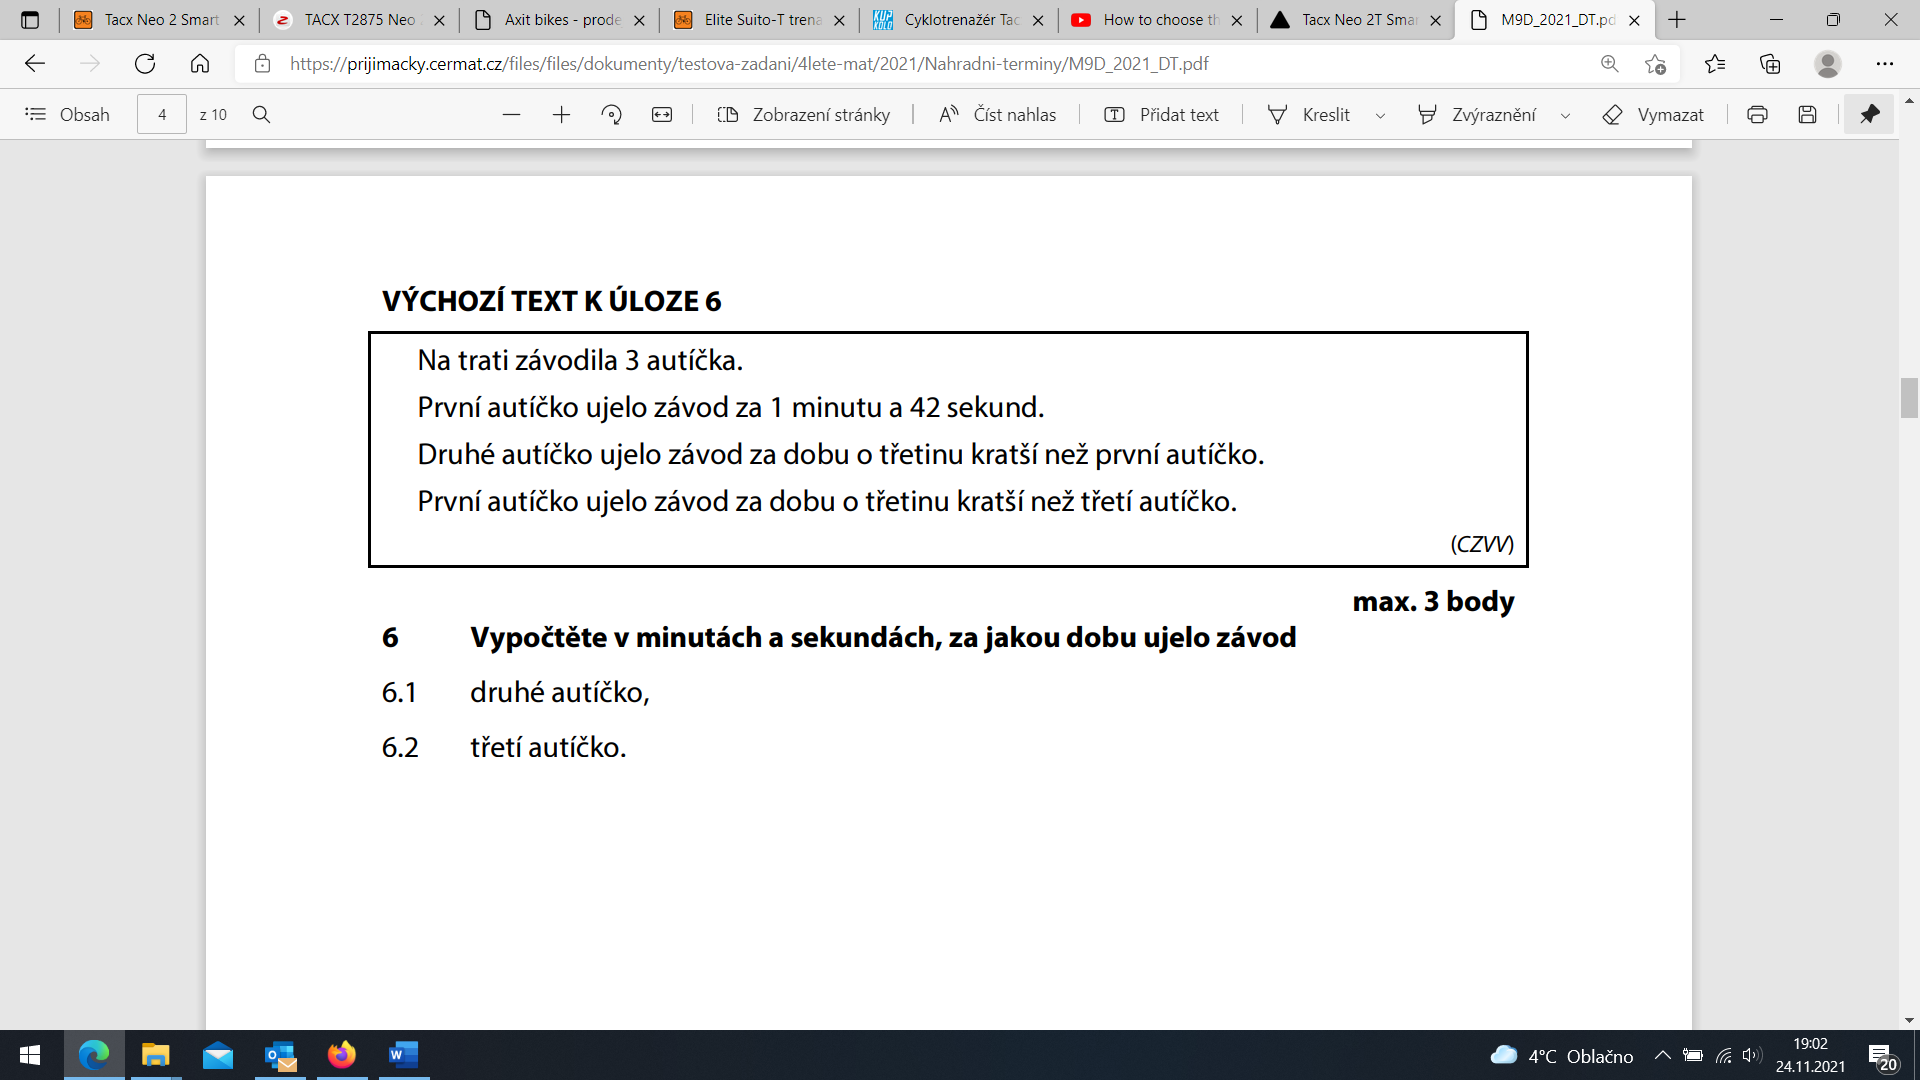 Tacx Neo 2 Smart
TACX T2875 Neo 2
Axit bikes - prode
Elite Suito-T trena
KUP KOLO
Cyklotrenažér Tac
How to choose th
Tacx Neo 2T Smar
M9D_2021_DT.pd
https://prijimacky.cermat.cz/files/files/dokumenty/testova-zadani/4lete-mat/2021/Nahradni-terminy/M9D_2021_DT.pdf
Obsah 4 z 10 Zobrazení stránky Číst nahlas Přidat text Kreslit Zvýraznění Vymazat
VÝCHOZÍ TEXT K ÚLOZE 6
Na trati závodila 3 autíčka.
První autíčko ujelo závod za 1 minutu a 42 sekund.
Druhé autíčko ujelo závod za dobu o třetinu kratší než první autíčko.
První autíčko ujelo závod za dobu o třetinu kratší než třetí autíčko.
(CZVV)
max. 3 body
6 Vypočtěte v minutách a sekundách, za jakou dobu ujelo závod
6.1 druhé autíčko,
6.2 třetí autíčko.
4°C Oblačno
19:02
24.11.2021
20